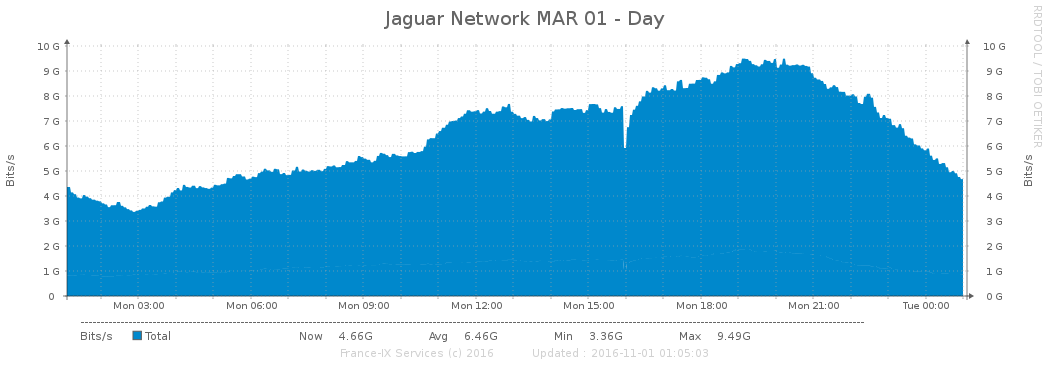 Jaguar Network MAR 01 - Day
RRDTOOL / TOBI OETIKER
Bits/s
10 G
9 G
8 G
7 G
6 G
5 G
4 G
3 G
2 G
1 G
0
10 G
9 G
8 G
7 G
6 G
5 G
4 G
3 G
2 G
1 G
0 G
Bits/s
Mon 03:00 Mon 06:00 Mon 09:00 Mon 12:00 Mon 15:00 Mon 18:00 Mon 21:00 Tue 00:00
Bits/s Total Now 4.66G Avg 6.46G Min 3.36G Max 9.49G
France-IX Services (c) 2016 Updated : 2016-11-01 01:05:03